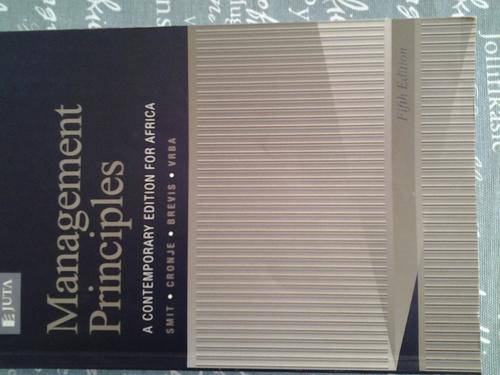 JUTA
Management
Principles
A CONTEMPORARY EDITION FOR AFRICA
SMIT • CRONJE • BREVIS • VRBA
Fifth Edition